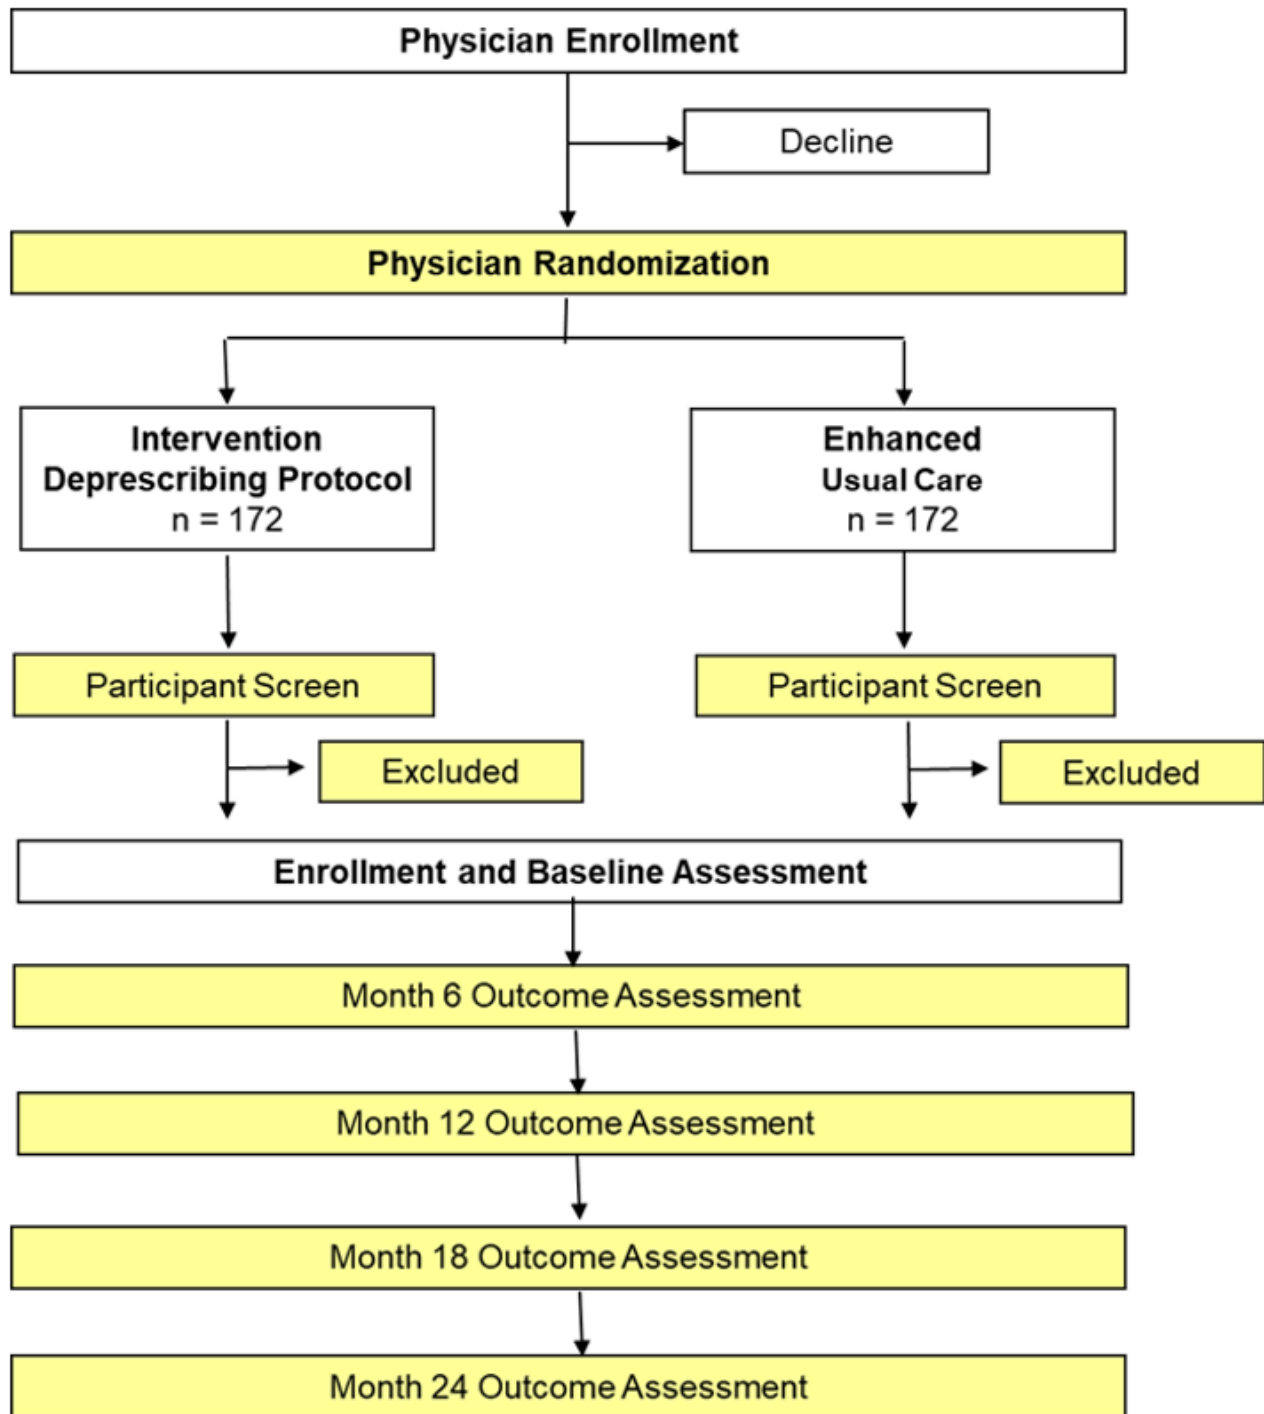 Physician Enrollment
Decline
Physician Randomization
Intervention
Deprescribing Protocol
n = 172
Enhanced
Usual Care
n = 172
Participant Screen
Participant Screen
Excluded
Excluded
Enrollment and Baseline Assessment
Month 6 Outcome Assessment
Month 12 Outcome Assessment
Month 18 Outcome Assessment
Month 24 Outcome Assessment